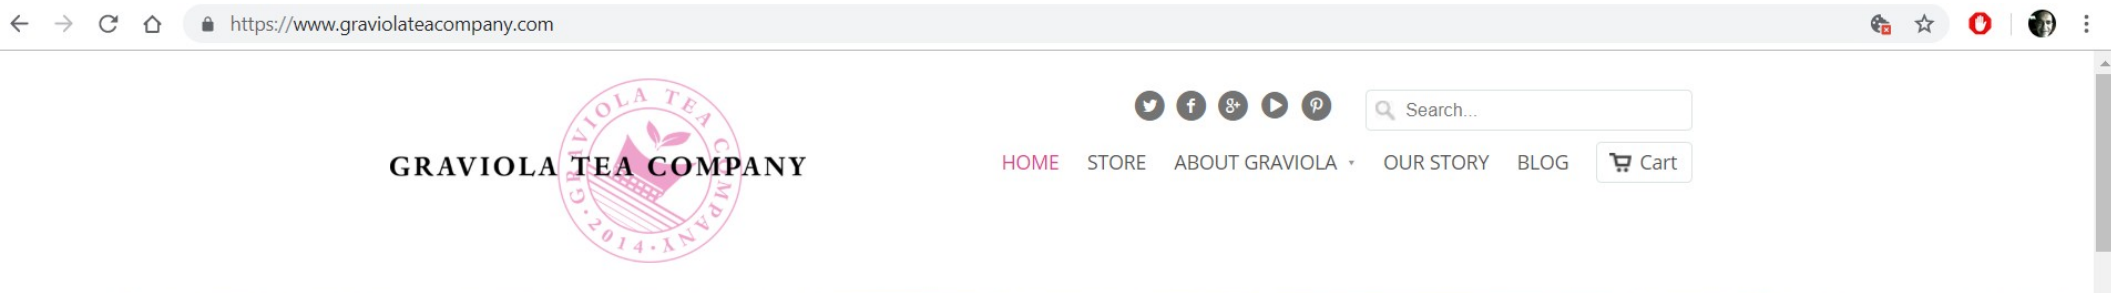 https://www.graviolateacompany.com
GRAVIOLA TEA COMPANY
GRAVIOLA TEA COMPANY
· 2014 ·
Search...
HOME STORE ABOUT GRAVIOLA OUR STORY BLOG Cart